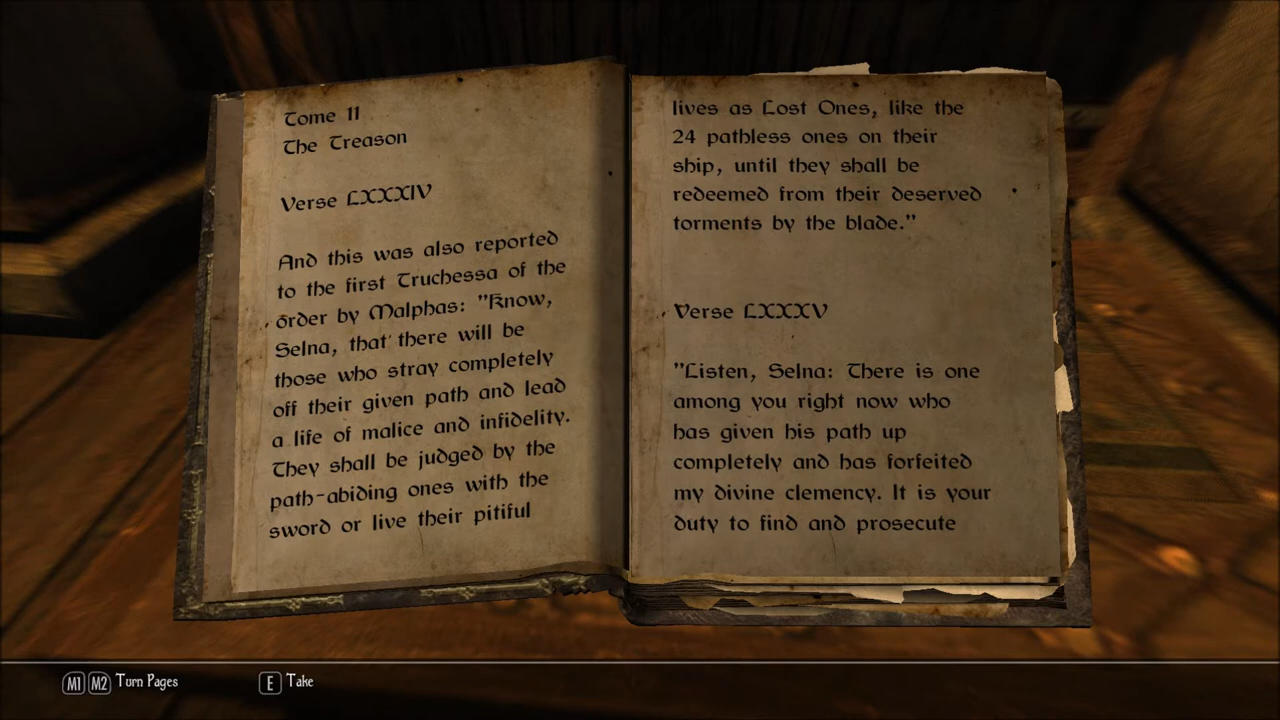 Tome 11
The Treason
Verse LXXXIV
And this was also reported
to the first Truchessa of the
order by Malphas: "Know,
Selna, that there will be
those who stray completely
off their given path and lead
a life of malice and infidelity.
They shall be judged by the
path-abiding ones with the
sword or live their pitiful
lives as Lost Ones, like the
24 pathless ones on their
ship, until they shall be
redeemed from their deserved
torments by the blade."
Verse LXXXV
"Listen, Selna: There is one
among you right now who
has given his path up
completely and has forfeited
my divine clemency. It is your
duty to find and prosecute
M1 M2 Turn Pages
E Take